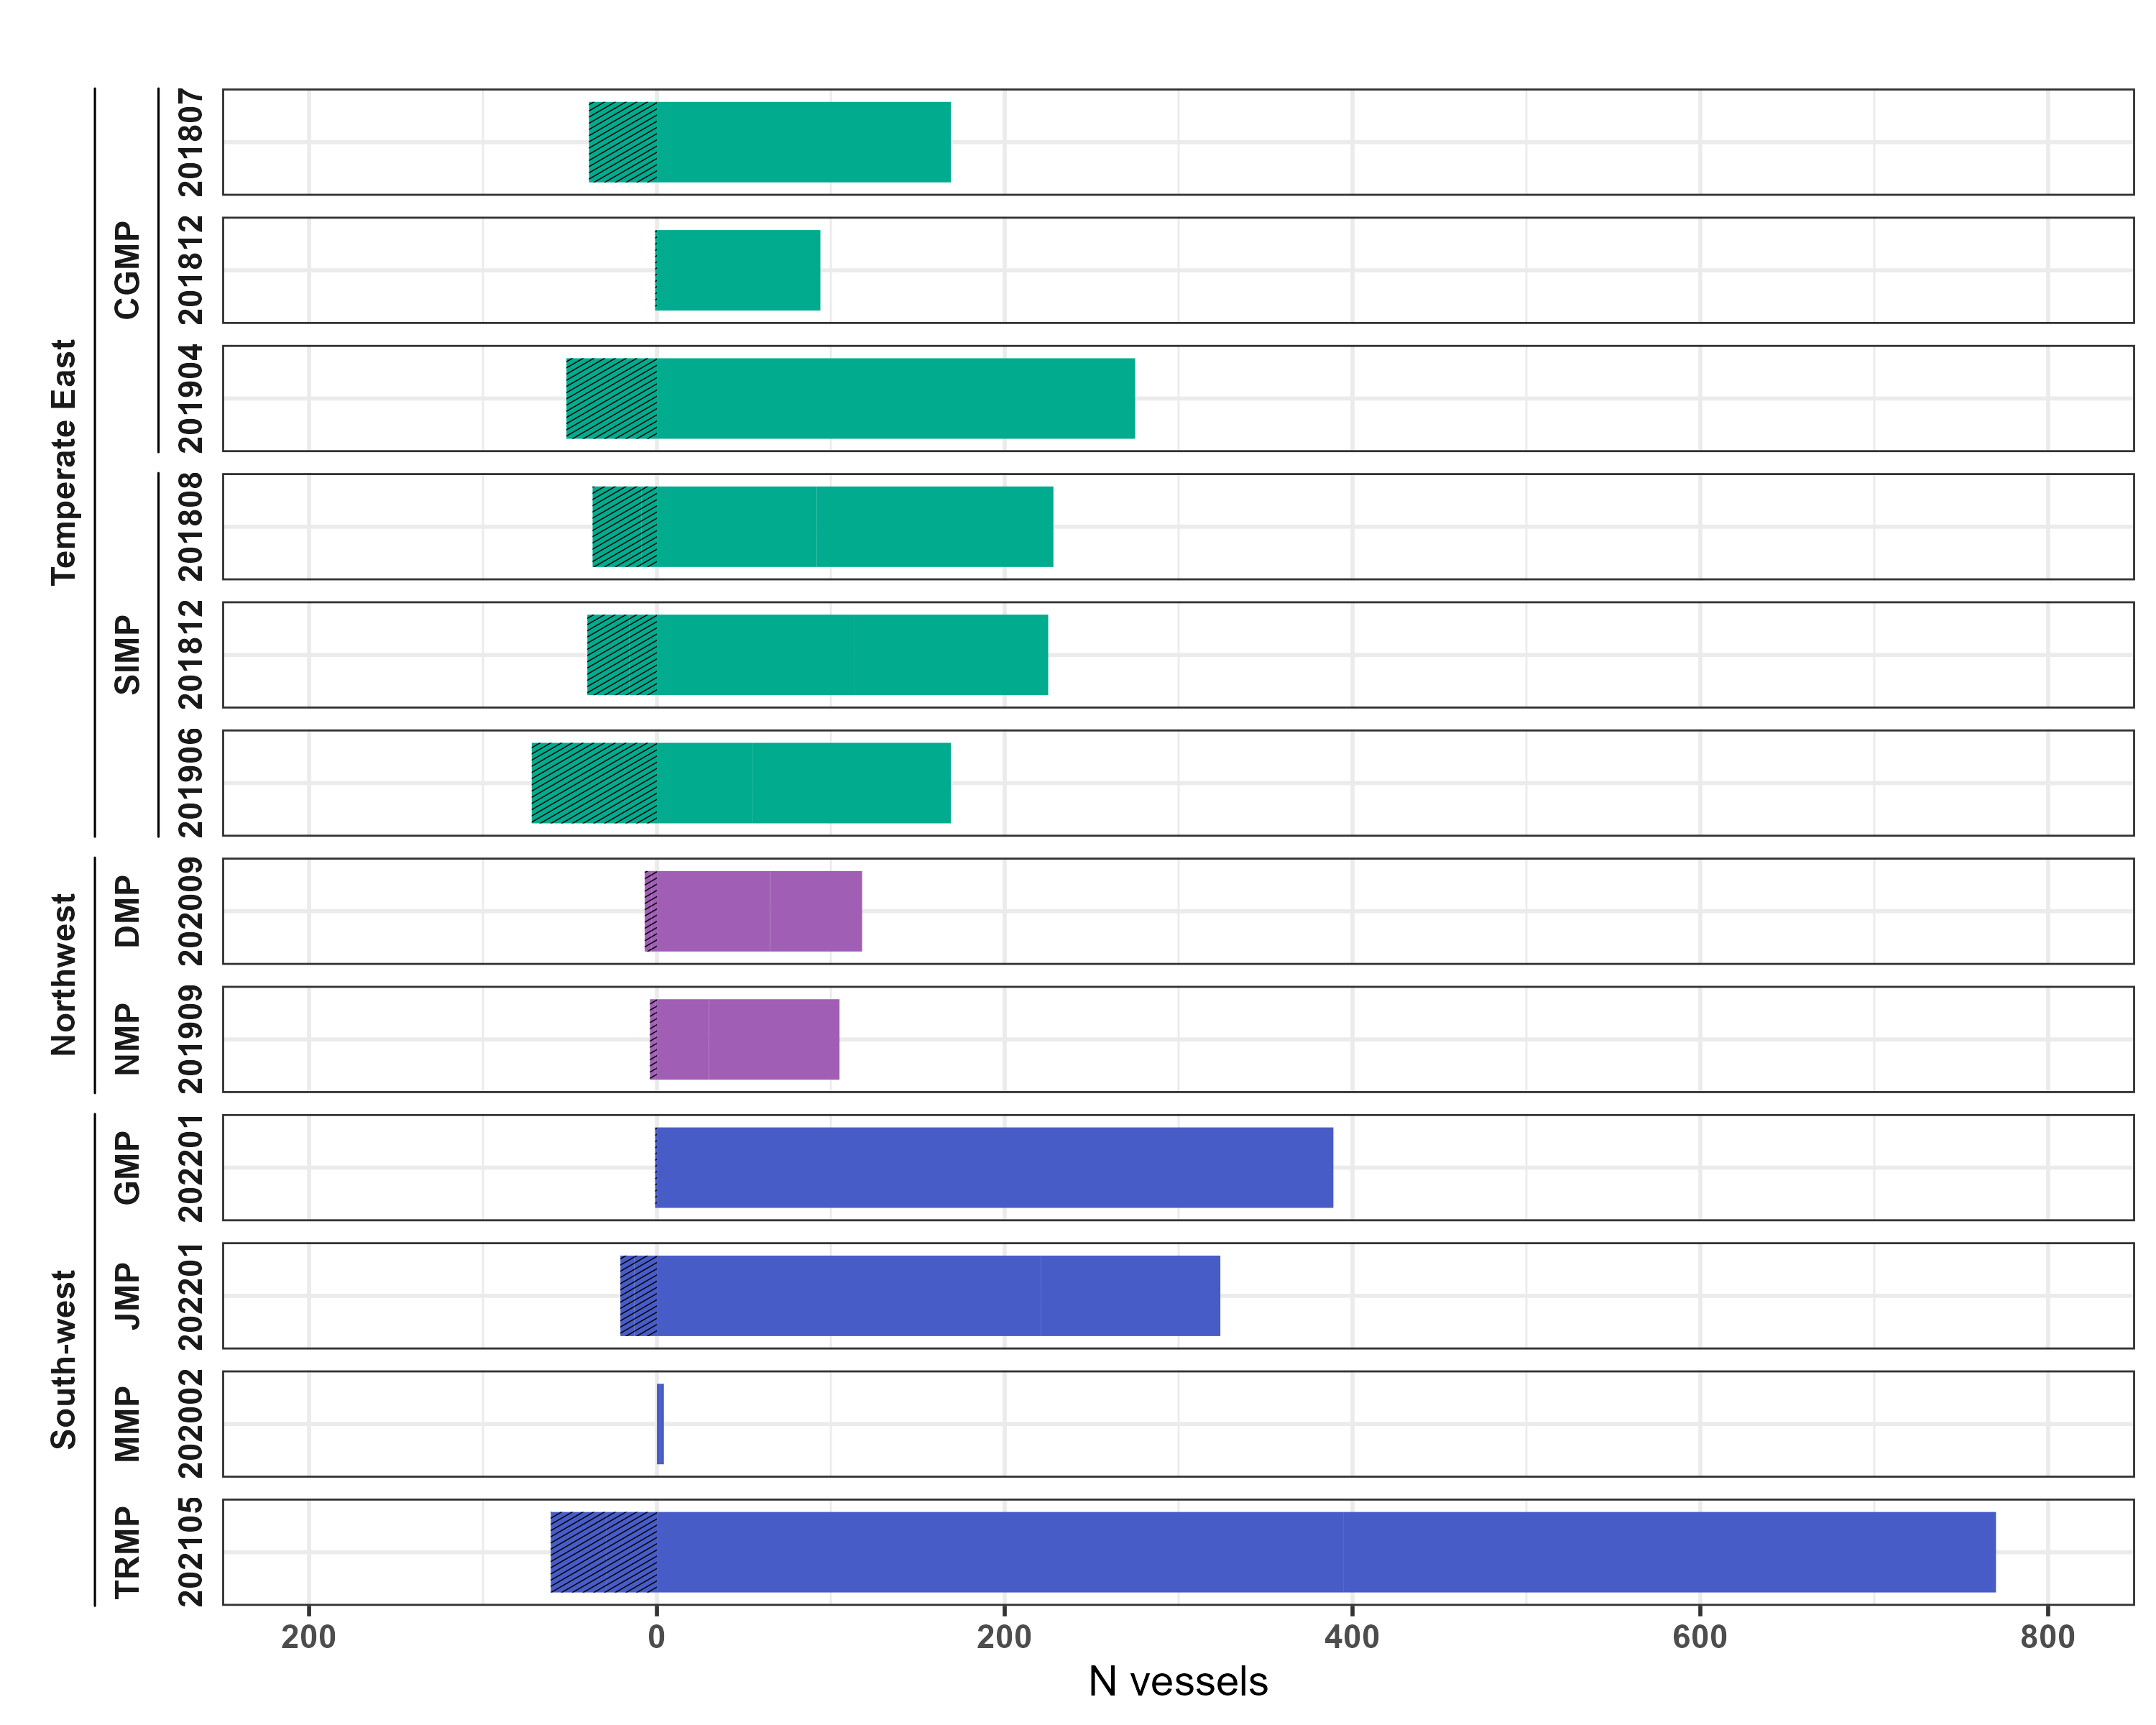 Temperate East
CGMP
201807
201812
201904
SIMP
201808
201812
201906
Northwest
DMP
202009
NMP
201909
South-west
GMP
202201
JMP
202201
MMP
202002
TRMP
202105
200 0 200 400 600 800
N vessels